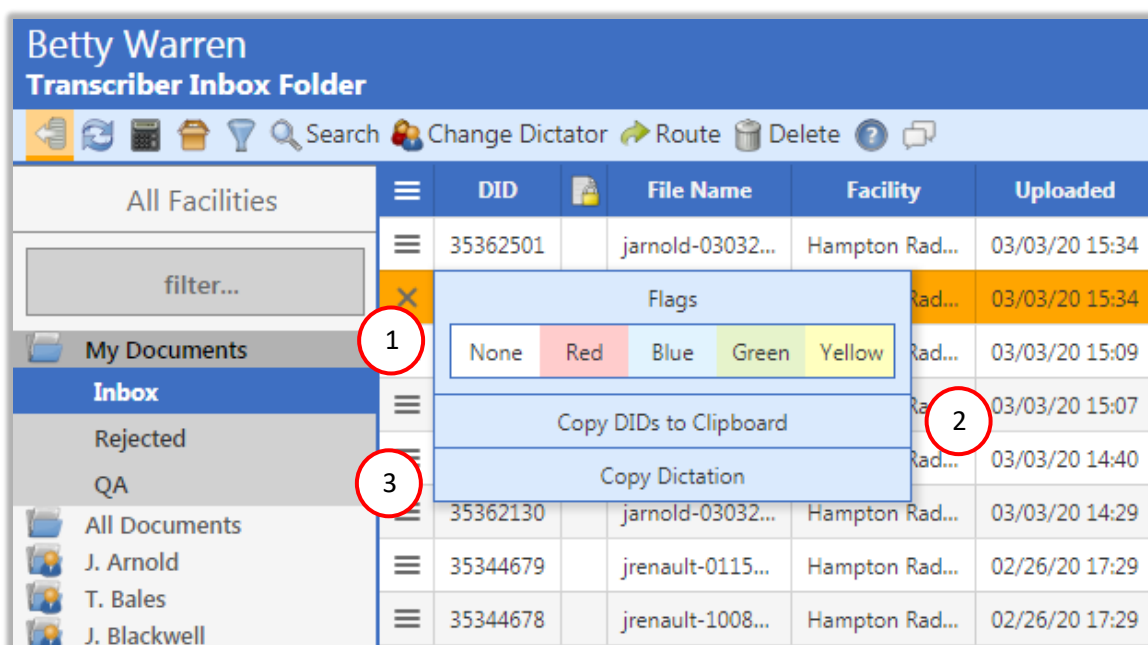 Betty Warren
Transcriber Inbox Folder
Search Change Dictator Route Delete ?
All Facilities
DID File Name Facility Uploaded
filter...
35362501 jarnold-03032... Hampton Rad... 03/03/20 15:34
Flags Rad... 03/03/20 15:34
1
My Documents
None Red Blue Green Yellow Rad... 03/03/20 15:09
Inbox
Copy DIDs to Clipboard 2 03/03/20 15:07
Rejected
Copy Dictation Rad... 03/03/20 14:40
3
QA
35362130 jarnold-03032... Hampton Rad... 03/03/20 14:29
All Documents
J. Arnold
35344679 jrenault-0115... Hampton Rad... 02/26/20 17:29
T. Bales
35344678 jrenault-1008... Hampton Rad... 02/26/20 17:29
J. Blackwell